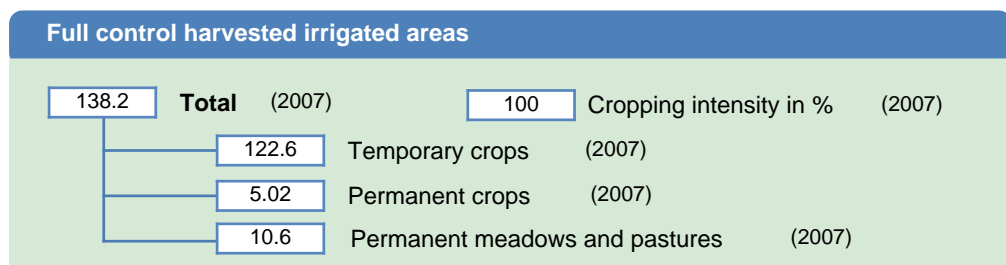 Full control harvested irrigated areas
138.2 Total (2007) 100 Cropping intensity in % (2007)
122.6 Temporary crops (2007)
5.02 Permanent crops (2007)
10.6 Permanent meadows and pastures (2007)